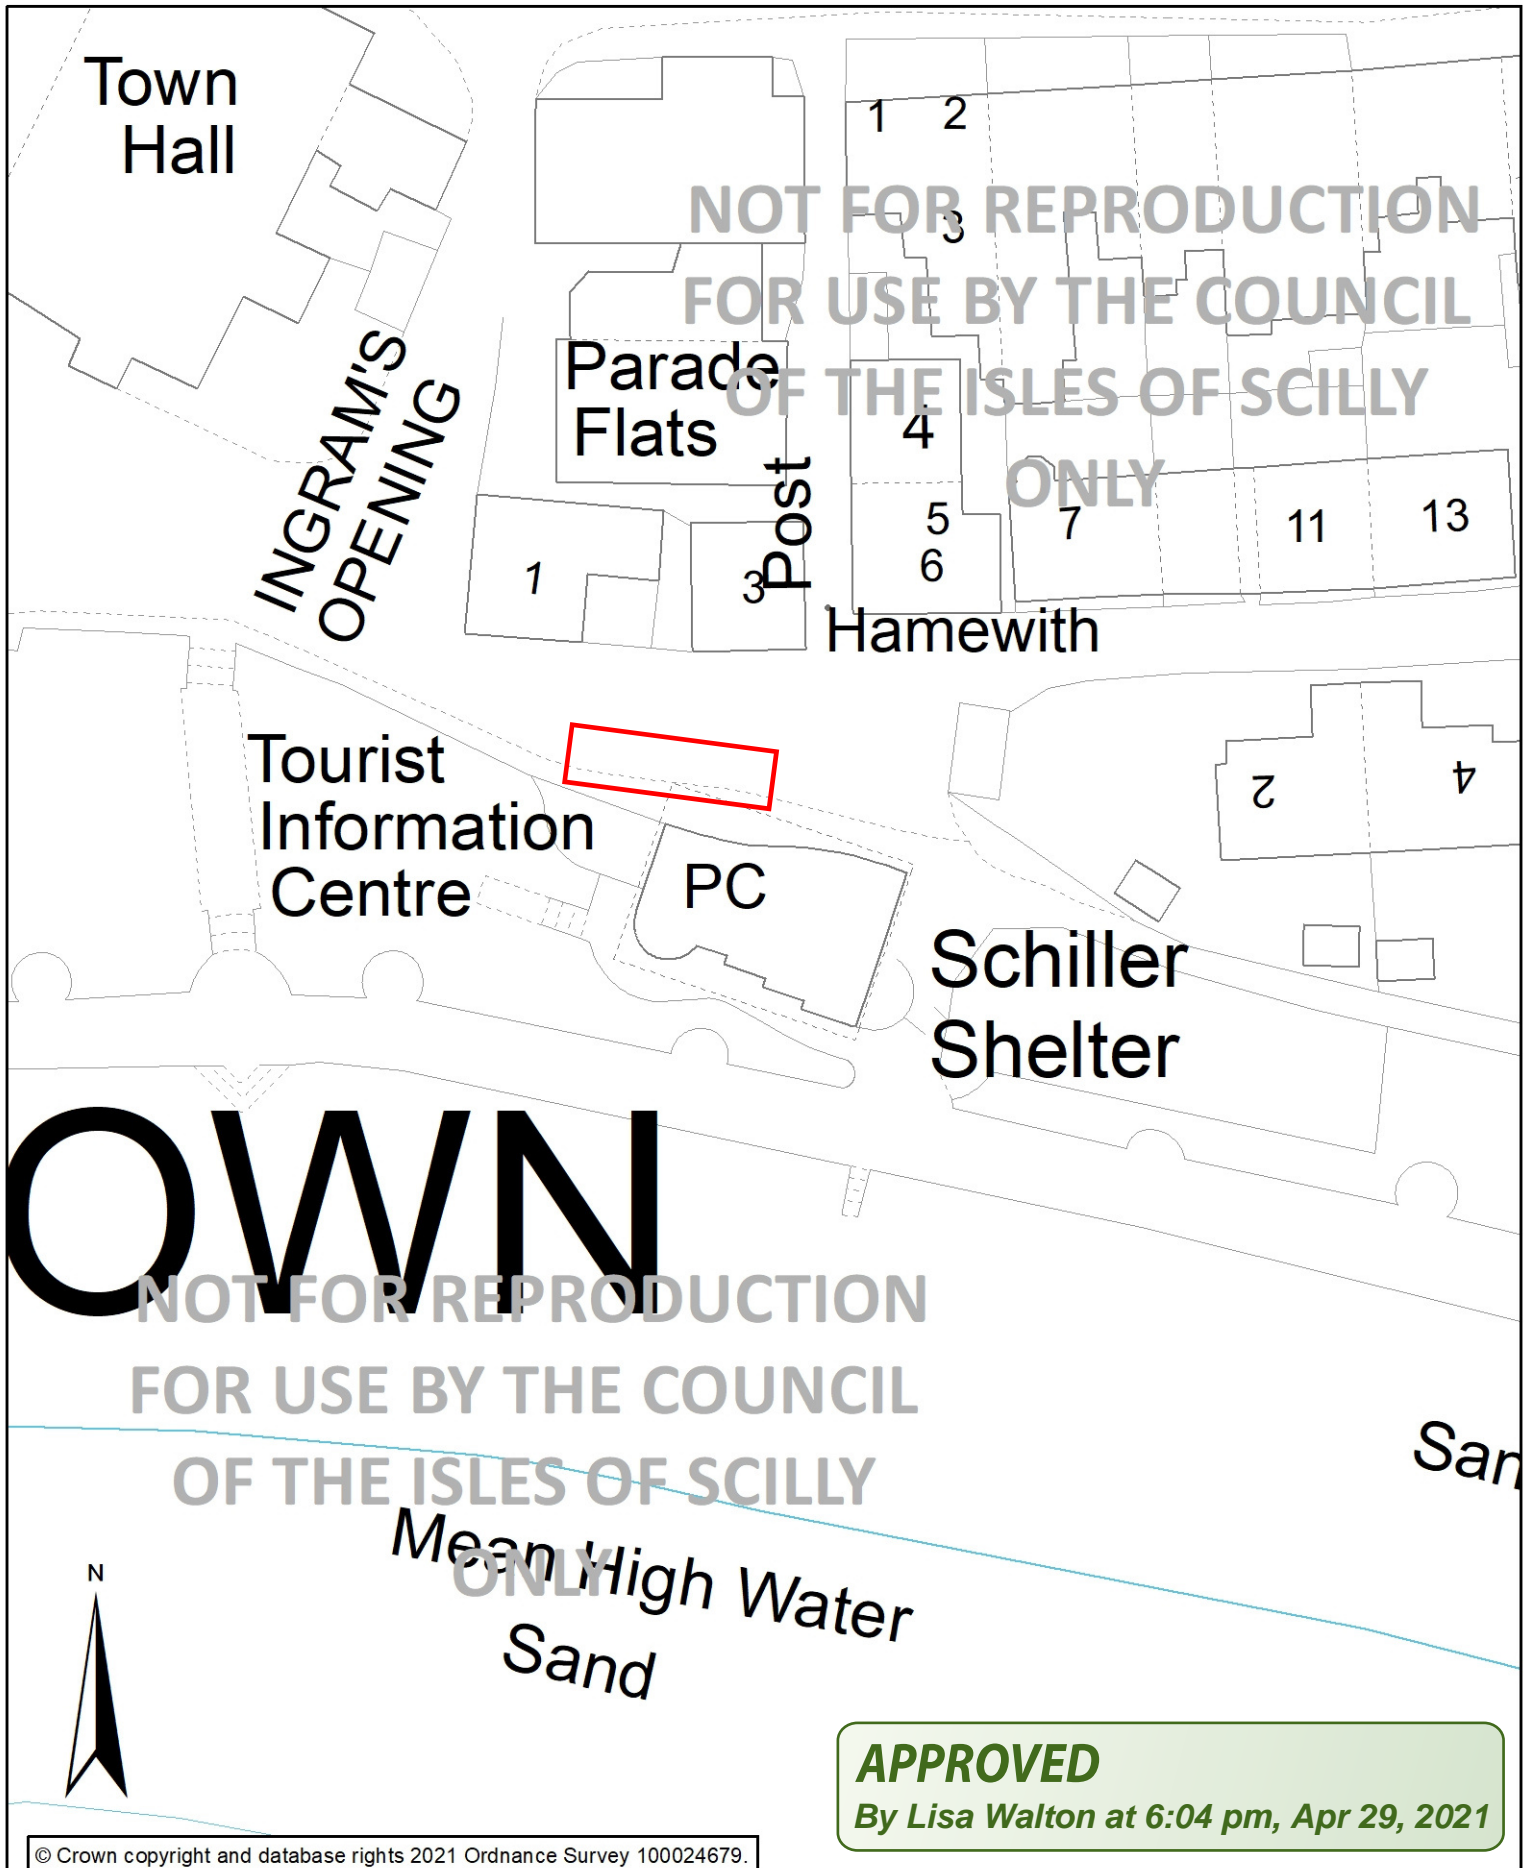 Town
Hall
1
2
3
NOT FOR REPRODUCTION
FOR USE BY THE COUNCIL
OF THE ISLES OF SCILLY
ONLY
INGRAM'S
OPENING
Parade
Flats
Post
4
5
6
7
11
13
1
3
Hamewith
Tourist
Information
Centre
PC
2
4
Schiller
Shelter
OWN
NOT FOR REPRODUCTION
FOR USE BY THE COUNCIL
OF THE ISLES OF SCILLY
ONLY
San
Mean High Water
Sand
N
APPROVED
By Lisa Walton at 6:04 pm, Apr 29, 2021
© Crown copyright and database rights 2021 Ordnance Survey 100024679.